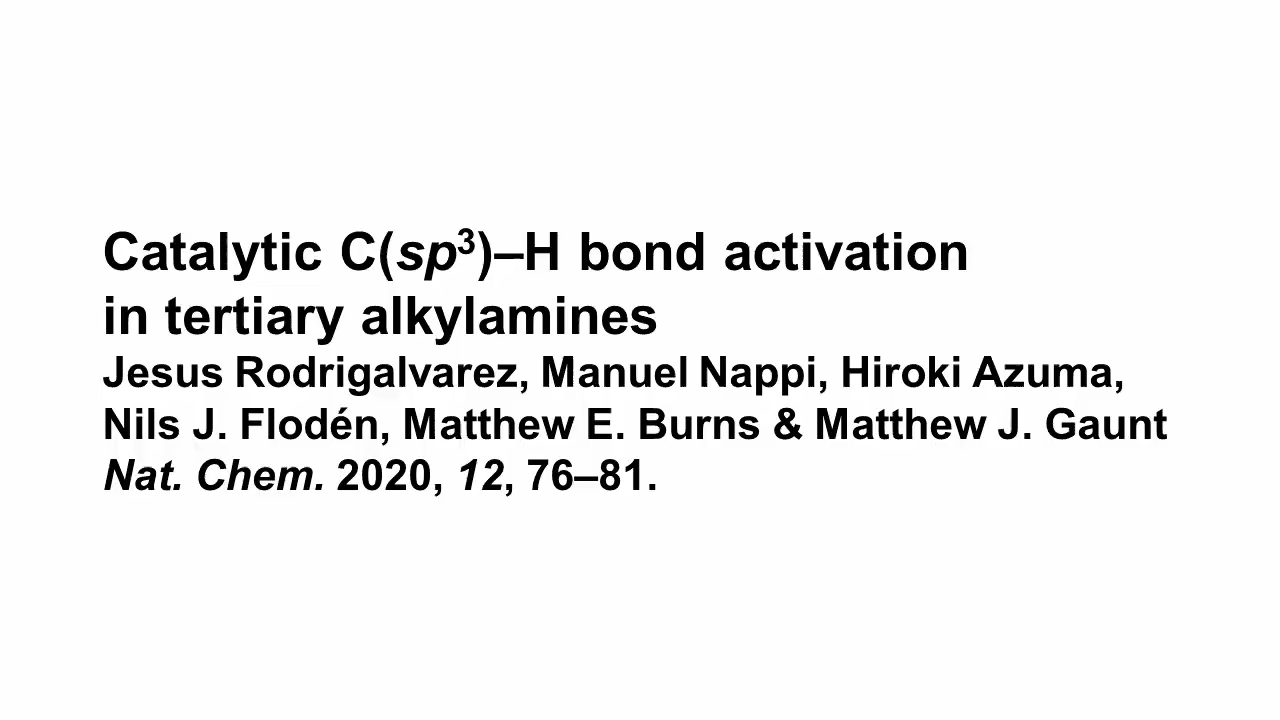 Catalytic C(sp³)–H bond activation
in tertiary alkylamines
Jesus Rodrigalvarez, Manuel Nappi, Hiroki Azuma,
Nils J. Flodén, Matthew E. Burns & Matthew J. Gaunt
Nat. Chem. 2020, 12, 76–81.